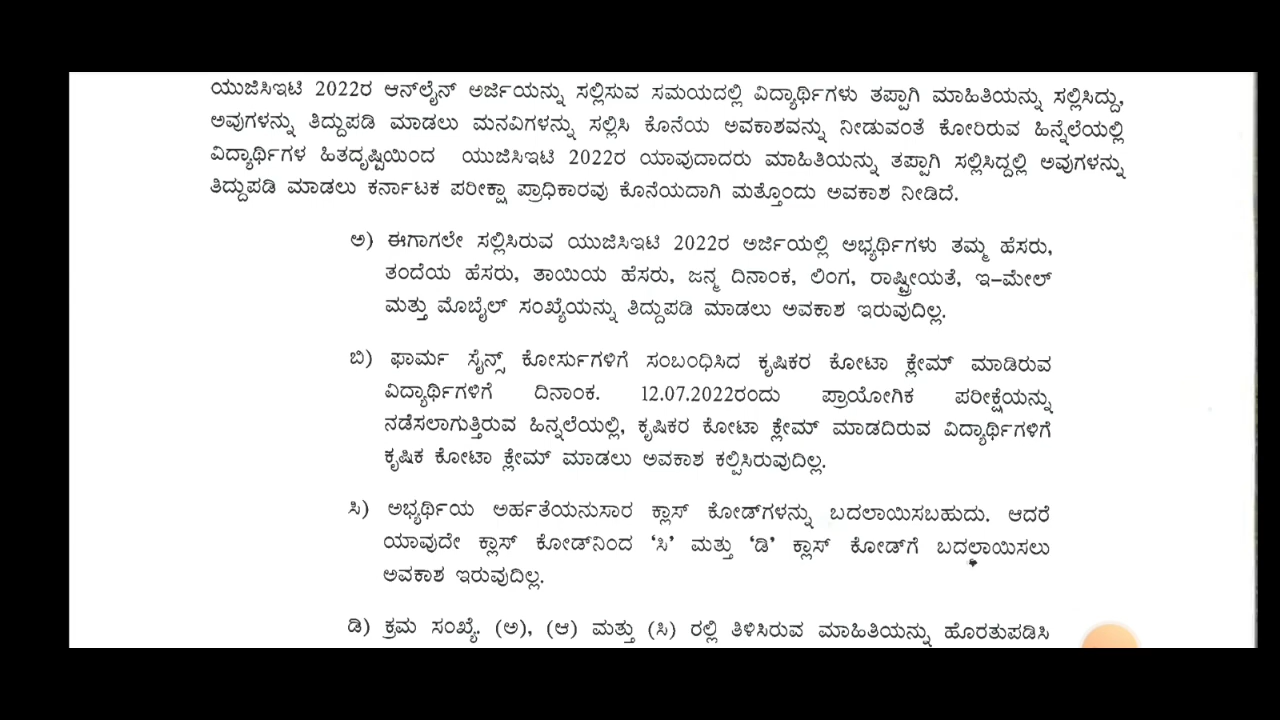 ಯುಜಿಸಿಇಟಿ 2022ರ ಆನ್‌ಲೈನ್ ಅರ್ಜಿಯನ್ನು ಸಲ್ಲಿಸುವ ಸಮಯದಲ್ಲಿ ವಿದ್ಯಾರ್ಥಿಗಳು ತಪ್ಪಾಗಿ ಮಾಹಿತಿಯನ್ನು ಸಲ್ಲಿಸಿದ್ದು,
ಅವುಗಳನ್ನು ತಿದ್ದುಪಡಿ ಮಾಡಲು ಮನವಿಗಳನ್ನು ಸಲ್ಲಿಸಿ ಕೊನೆಯ ಅವಕಾಶವನ್ನು ನೀಡುವಂತೆ ಕೋರಿರುವ ಹಿನ್ನೆಲೆಯಲ್ಲಿ
ವಿದ್ಯಾರ್ಥಿಗಳ ಹಿತದೃಷ್ಟಿಯಿಂದ ಯುಜಿಸಿಇಟಿ 2022ರ ಯಾವುದಾದರು ಮಾಹಿತಿಯನ್ನು ತಪ್ಪಾಗಿ ಸಲ್ಲಿಸಿದ್ದಲ್ಲಿ ಅವುಗಳನ್ನು
ತಿದ್ದುಪಡಿ ಮಾಡಲು ಕರ್ನಾಟಕ ಪರೀಕ್ಷಾ ಪ್ರಾಧಿಕಾರವು ಕೊನೆಯದಾಗಿ ಮತ್ತೊಂದು ಅವಕಾಶ ನೀಡಿದೆ.
ಅ) ಈಗಾಗಲೇ ಸಲ್ಲಿಸಿರುವ ಯುಜಿಸಿಇಟಿ 2022ರ ಅರ್ಜಿಯಲ್ಲಿ ಅಭ್ಯರ್ಥಿಗಳು ತಮ್ಮ ಹೆಸರು,
ತಂದೆಯ ಹೆಸರು, ತಾಯಿಯ ಹೆಸರು, ಜನ್ಮ ದಿನಾಂಕ, ಲಿಂಗ, ರಾಷ್ಟ್ರೀಯತೆ, ಇ–ಮೇಲ್
ಮತ್ತು ಮೊಬೈಲ್ ಸಂಖ್ಯೆಯನ್ನು ತಿದ್ದುಪಡಿ ಮಾಡಲು ಅವಕಾಶ ಇರುವುದಿಲ್ಲ.
ಬಿ) ಫಾರ್ಮ ಸೈನ್ಸ್ ಕೋರ್ಸುಗಳಿಗೆ ಸಂಬಂಧಿಸಿದ ಕೃಷಿಕರ ಕೋಟಾ ಕ್ಲೇಮ್ ಮಾಡಿರುವ
ವಿದ್ಯಾರ್ಥಿಗಳಿಗೆ ದಿನಾಂಕ. 12.07.2022ರಂದು ಪ್ರಾಯೋಗಿಕ ಪರೀಕ್ಷೆಯನ್ನು
ನಡೆಸಲಾಗುತ್ತಿರುವ ಹಿನ್ನಲೆಯಲ್ಲಿ, ಕೃಷಿಕರ ಕೋಟಾ ಕ್ಲೇಮ್ ಮಾಡದಿರುವ ವಿದ್ಯಾರ್ಥಿಗಳಿಗೆ
ಕೃಷಿಕ ಕೋಟಾ ಕ್ಲೇಮ್ ಮಾಡಲು ಅವಕಾಶ ಕಲ್ಪಿಸಿರುವುದಿಲ್ಲ.
ಸಿ) ಅಭ್ಯರ್ಥಿಯ ಅರ್ಹತೆಯನುಸಾರ ಕ್ಲಾಸ್ ಕೋಡ್‌ಗಳನ್ನು ಬದಲಾಯಿಸಬಹುದು. ಆದರೆ
ಯಾವುದೇ ಕ್ಲಾಸ್ ಕೋಡ್‌ನಿಂದ ‘ಸಿ’ ಮತ್ತು ‘ಡಿ’ ಕ್ಲಾಸ್ ಕೋಡ್‌ಗೆ ಬದಲಾಯಿಸಲು
ಅವಕಾಶ ಇರುವುದಿಲ್ಲ.
ಡಿ) ಕ್ರಮ ಸಂಖ್ಯೆ. (ಅ), (ಆ) ಮತ್ತು (ಸಿ) ರಲ್ಲಿ ತಿಳಿಸಿರುವ ಮಾಹಿತಿಯನ್ನು ಹೊರತುಪಡಿಸಿ